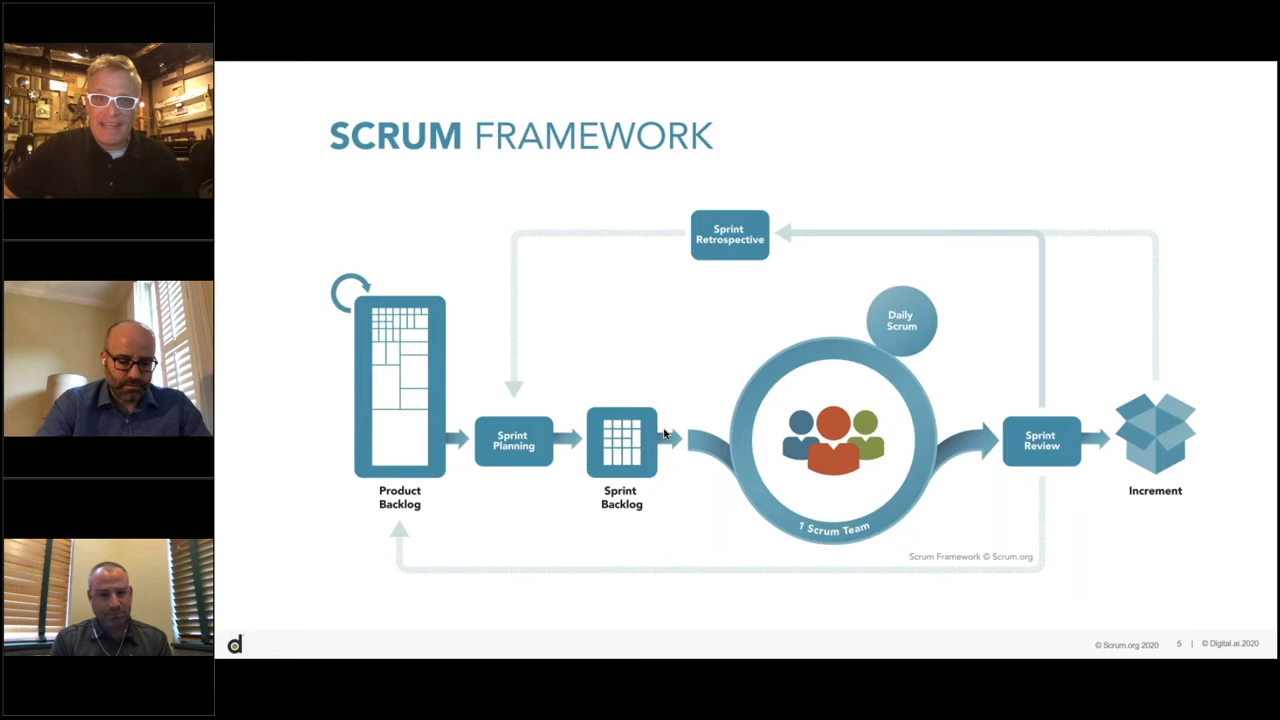 SCRUM FRAMEWORK
Sprint
Retrospective
Daily
Scrum
Sprint
Planning
Sprint
Review
Product
Backlog
Sprint
Backlog
Increment
1 Scrum Team
Scrum Framework © Scrum.org
d
© Scrum.org 2020
5 | © Digital.ai.2020